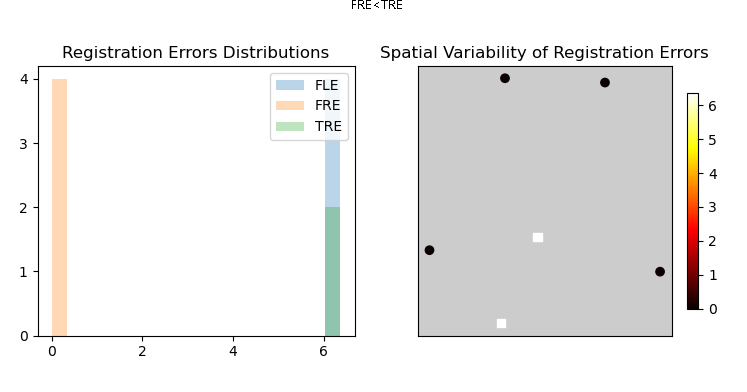 FRE<TRE
Registration Errors Distributions
4
3
2
1
0
0 2 4 6
FLE
FRE
TRE
Spatial Variability of Registration Errors
6
5
4
3
2
1
0